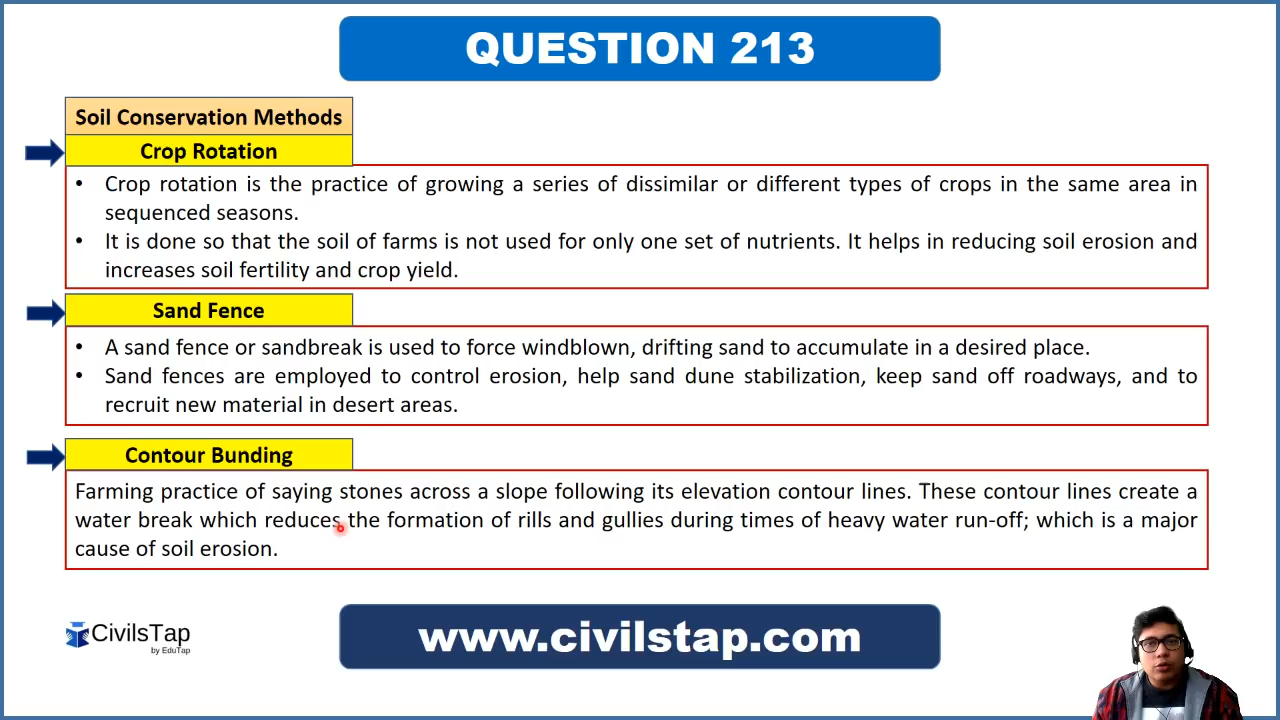 QUESTION 213
Soil Conservation Methods
Crop Rotation
• Crop rotation is the practice of growing a series of dissimilar or different types of crops in the same area in
sequenced seasons.
• It is done so that the soil of farms is not used for only one set of nutrients. It helps in reducing soil erosion and
increases soil fertility and crop yield.
Sand Fence
• A sand fence or sandbreak is used to force windblown, drifting sand to accumulate in a desired place.
• Sand fences are employed to control erosion, help sand dune stabilization, keep sand off roadways, and to
recruit new material in desert areas.
Contour Bunding
Farming practice of saying stones across a slope following its elevation contour lines. These contour lines create a
water break which reduces the formation of rills and gullies during times of heavy water run-off; which is a major
cause of soil erosion.
CivilsTap
by EduTap
www.civilstap.com